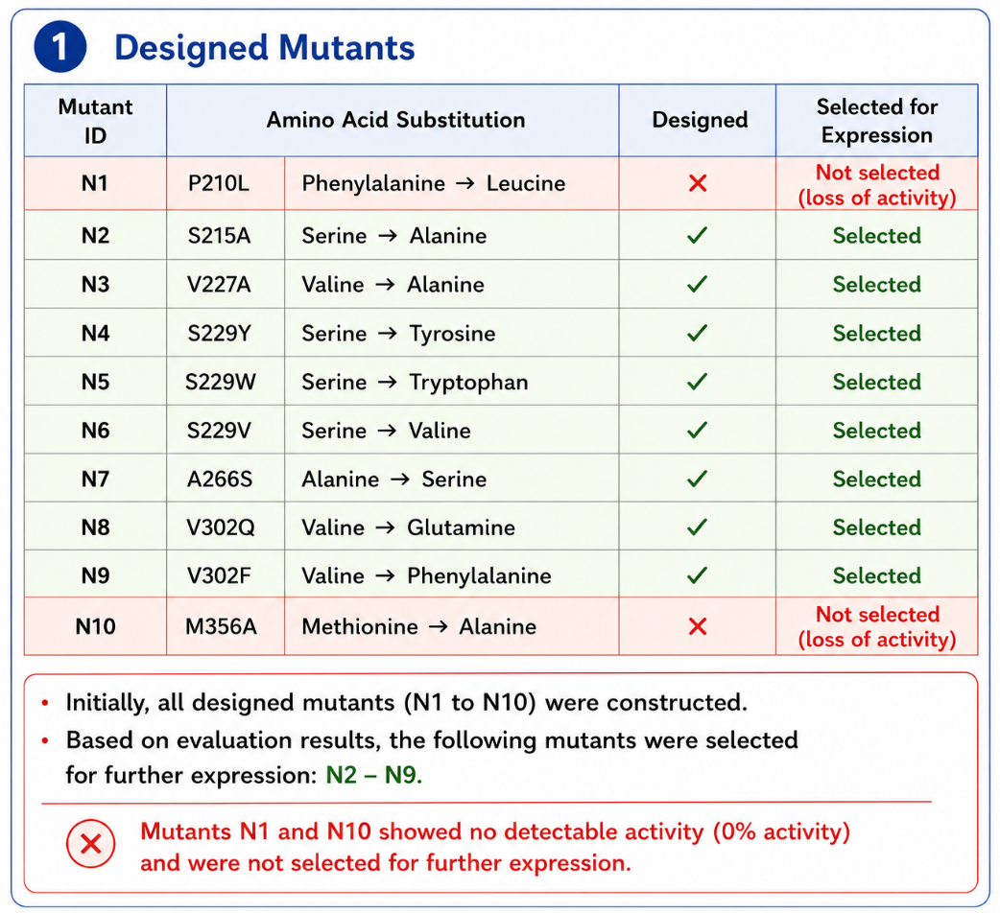 1 Designed Mutants
Mutant ID Amino Acid Substitution Designed Selected for Expression
N1 P210L Phenylalanine → Leucine ✕ Not selected (loss of activity)
N2 S215A Serine → Alanine ✓ Selected
N3 V227A Valine → Alanine ✓ Selected
N4 S229Y Serine → Tyrosine ✓ Selected
N5 S229W Serine → Tryptophan ✓ Selected
N6 S229V Serine → Valine ✓ Selected
N7 A266S Alanine → Serine ✓ Selected
N8 V302Q Valine → Glutamine ✓ Selected
N9 V302F Valine → Phenylalanine ✓ Selected
N10 M356A Methionine → Alanine ✕ Not selected (loss of activity)
• Initially, all designed mutants (N1 to N10) were constructed.
• Based on evaluation results, the following mutants were selected
for further expression: N2 – N9.
Mutants N1 and N10 showed no detectable activity (0% activity)
and were not selected for further expression.